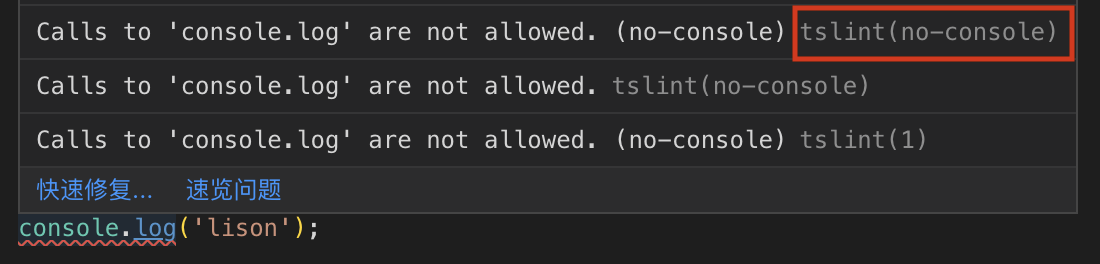 Calls to 'console.log' are not allowed. (no-console) tslint(no-console)
Calls to 'console.log' are not allowed. tslint(no-console)
Calls to 'console.log' are not allowed. (no-console) tslint(1)
快速修复... 速览问题
console.log('lison');